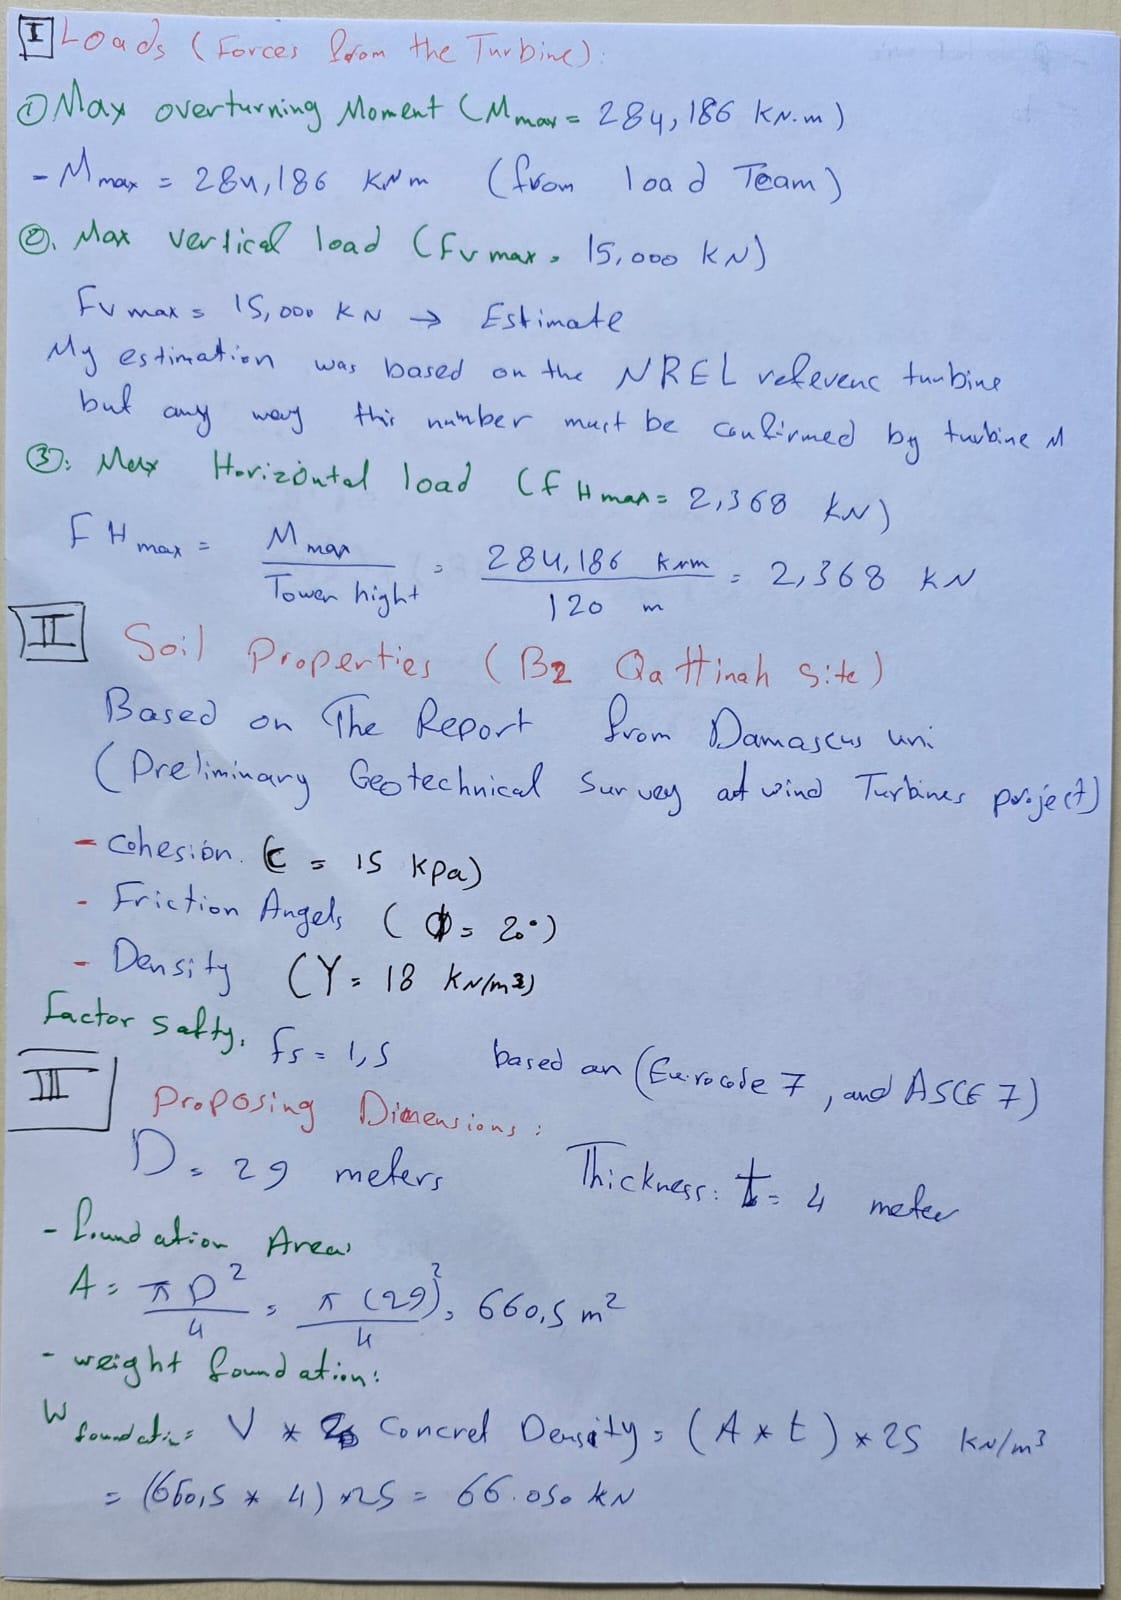 I Loads (Forces from the Turbine):
① Max overturning Moment (M max = 284,186 KN.m)
- M max = 284,186 KNm (from load Team)
②. Max vertical load (Fv max = 15,000 KN)
Fv max = 15,000 KN → Estimate
My estimation was based on the NREL referenc turbine
but any way this number must be confirmed by turbine M
③: Max Horizontal load (F H max = 2,368 KN)
F H max = M max / Tower hight = 284,186 KNm / 120 m = 2,368 KN
II Soil Properties (B2 Qattinah Site)
Based on The Report from Damascus uni
(Preliminary Geotechnical Survey at wind Turbines project)
- Cohesion. (C = 15 kpa)
- Friction Angels (Φ = 20°)
- Density (γ = 18 KN/m3)
Factor Safty. fs = 1,5 based an (Eurocode 7, and ASCE 7)
III Proposing Dimensions:
D = 29 meters Thickness: t = 4 meter
- foundation Area:
A = π D² / 4 = π (29)² / 4 = 660,5 m²
- weight foundation:
W foundation = V * Concret Density = (A * t) * 25 KN/m³
= (660,5 * 4) * 25 = 66.050 KN